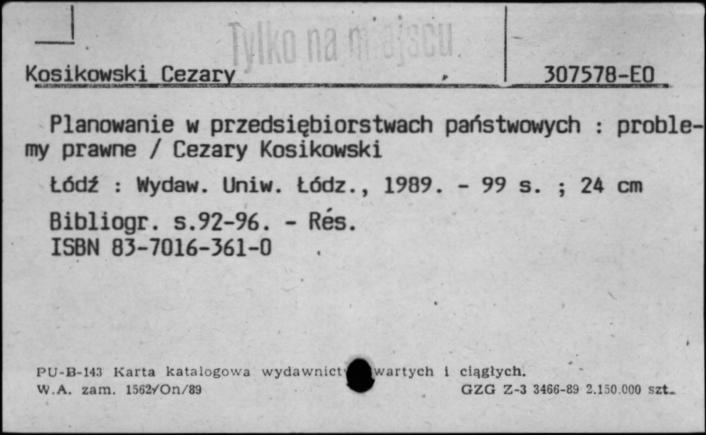 Tylko na miejscu
Kosikowski Cezary 307578-EO
Planowanie w przedsiębiorstwach państwowych : proble-
my prawne / Cezary Kosikowski
Łódź : Wydaw. Uniw. Łódz., 1989. - 99 s. ; 24 cm
Bibliogr. s.92-96. - Rés.
ISBN 83-7016-361-0
PU-B-143 Karta katalogowa wydawnict wartych i ciągłych.
W.A. zam. 1562/On/89 GZG Z-3 3466-89 2.150.000 szt.